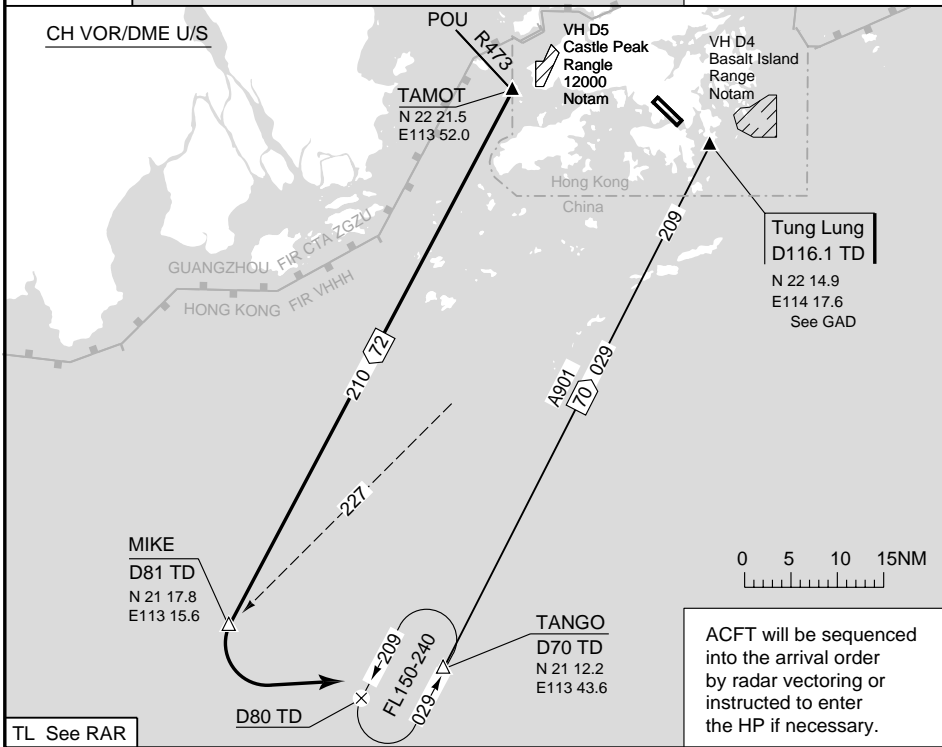 CH VOR/DME U/S
POU
R473
VH D5
Castle Peak
Rangle
12000
Notam
VH D4
Basalt Island
Range
Notam
TAMOT
N 22 21.5
E113 52.0
Hong Kong
China
209
Tung Lung
D116.1 TD
N 22 14.9
E114 17.6
See GAD
GUANGZHOU FIR CTA ZGZU
HONG KONG FIR VHHH
210 72
A901
70 029
227
MIKE
D81 TD
N 21 17.8
E113 15.6
0 5 10 15NM
TANGO
D70 TD
N 21 12.2
E113 43.6
209
FL150-240
029
D80 TD
ACFT will be sequenced
into the arrival order
by radar vectoring or
instructed to enter
the HP if necessary.
TL See RAR